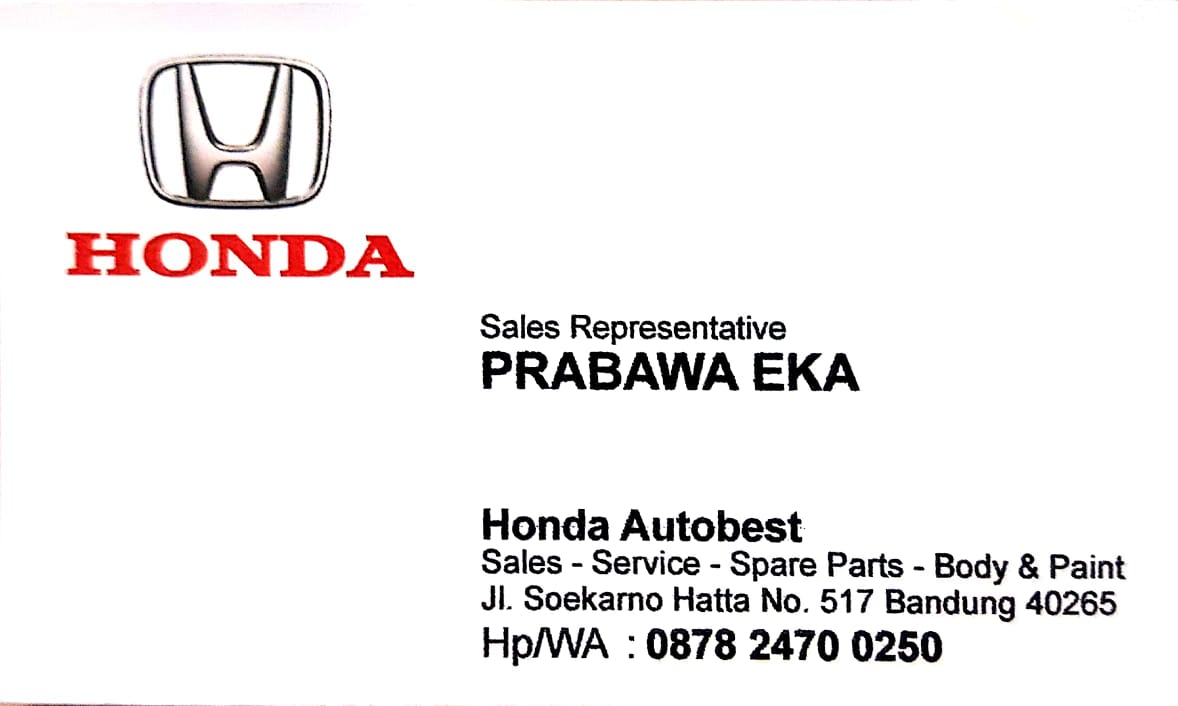 HONDA
Sales Representative
PRABAWA EKA
Honda Autobest
Sales - Service - Spare Parts - Body & Paint
Jl. Soekarno Hatta No. 517 Bandung 40265
Hp/WA : 0878 2470 0250